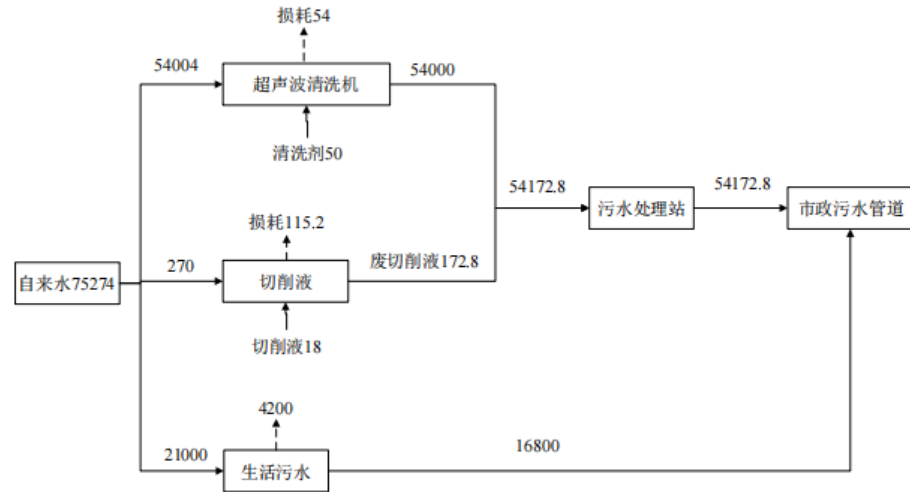 损耗54
54004
54000
超声波清洗机
清洗剂50
54172.8
54172.8
污水处理站
市政污水管道
损耗115.2
270
废切削液172.8
自来水75274
切削液
切削液18
4200
21000
16800
生活污水